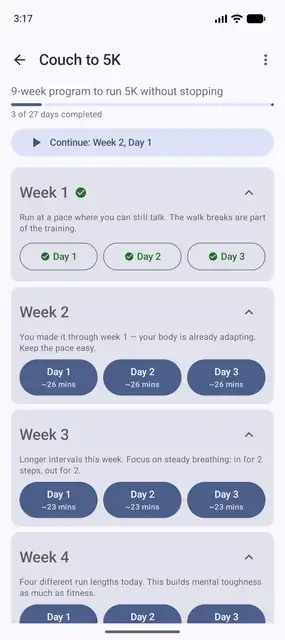 3:17
Couch to 5K
9-week program to run 5K without stopping
3 of 27 days completed
Continue: Week 2, Day 1
Week 1
Run at a pace where you can still talk. The walk breaks are part
of the training.
Day 1 Day 2 Day 3
Week 2
You made it through week 1 — your body is already adapting.
Keep the pace easy.
Day 1 Day 2 Day 3
~26 mins ~26 mins ~26 mins
Week 3
Longer intervals this week. Focus on steady breathing: in for 2
steps, out for 2.
Day 1 Day 2 Day 3
~23 mins ~23 mins ~23 mins
Week 4
Four different run lengths today. This builds mental toughness
as much as fitness.
Day 1 Day 2 Day 3